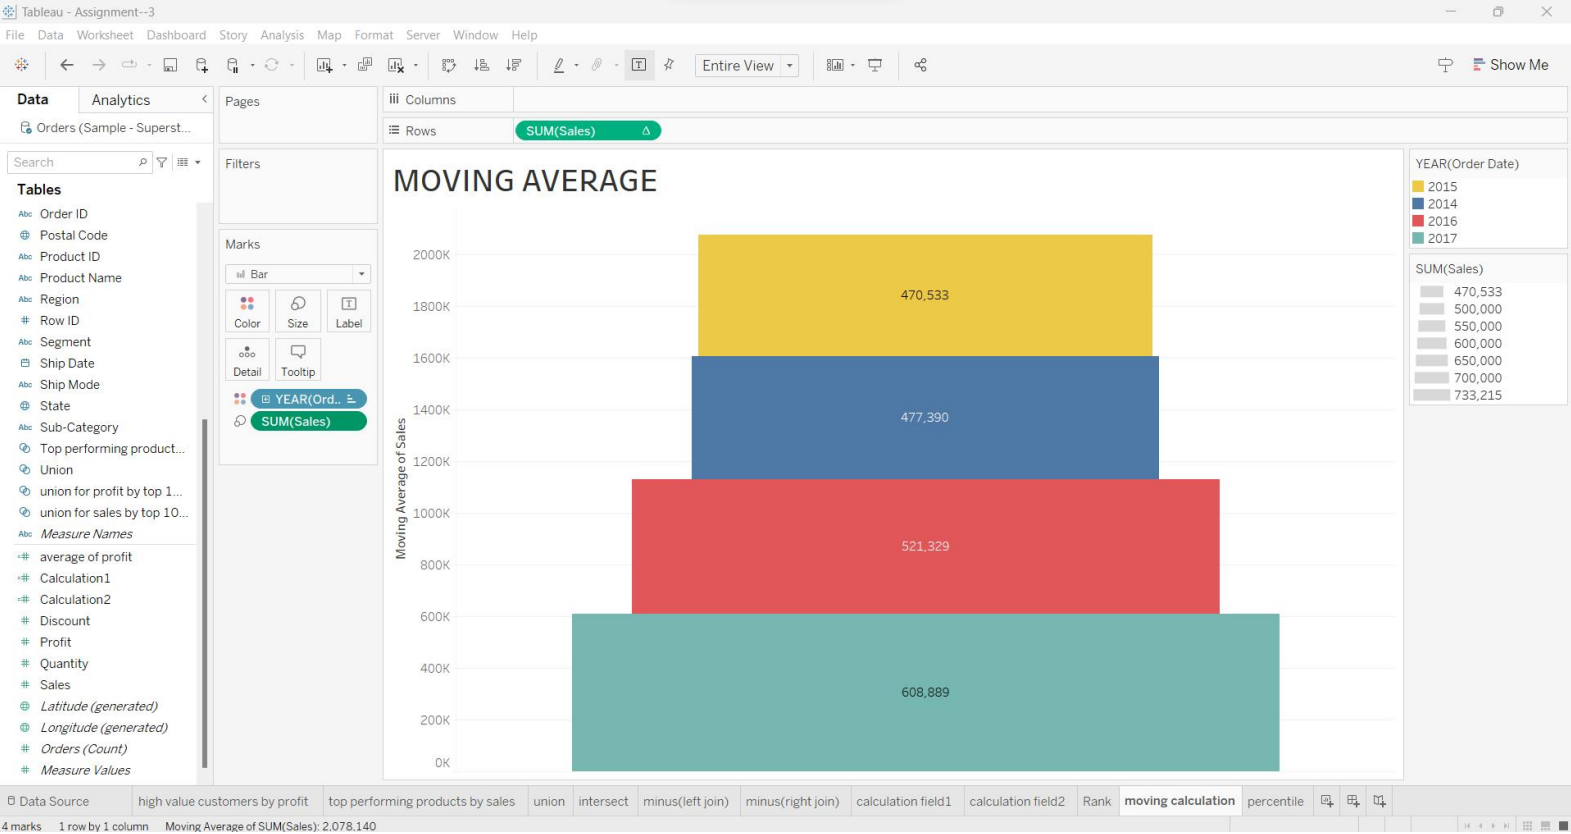 Tableau - Assignment--3
File Data Worksheet Dashboard Story Analysis Map Format Server Window Help
Entire View
Show Me
Data Analytics
Pages
Columns
Orders (Sample - Superst...
Rows
SUM(Sales)
Search
Filters
Tables
Order ID
Postal Code
Product ID
Product Name
Region
Row ID
Segment
Ship Date
Ship Mode
State
Sub-Category
Top performing product...
Union
union for profit by top 1...
union for sales by top 10...
Measure Names
average of profit
Calculation1
Calculation2
Discount
Profit
Quantity
Sales
Latitude (generated)
Longitude (generated)
Orders (Count)
Measure Values
Marks
Bar
Color Size Label
Detail Tooltip
YEAR(Ord..
SUM(Sales)
MOVING AVERAGE
Moving Average of Sales
2000K
1800K
1600K
1400K
1200K
1000K
800K
600K
400K
200K
0K
470,533
477,390
521,329
608,889
YEAR(Order Date)
2015
2014
2016
2017
SUM(Sales)
470,533
500,000
550,000
600,000
650,000
700,000
733,215
Data Source high value customers by profit top performing products by sales union intersect minus(left join) minus(right join) calculation field1 calculation field2 Rank moving calculation percentile
4 marks 1 row by 1 column Moving Average of SUM(Sales): 2,078,140